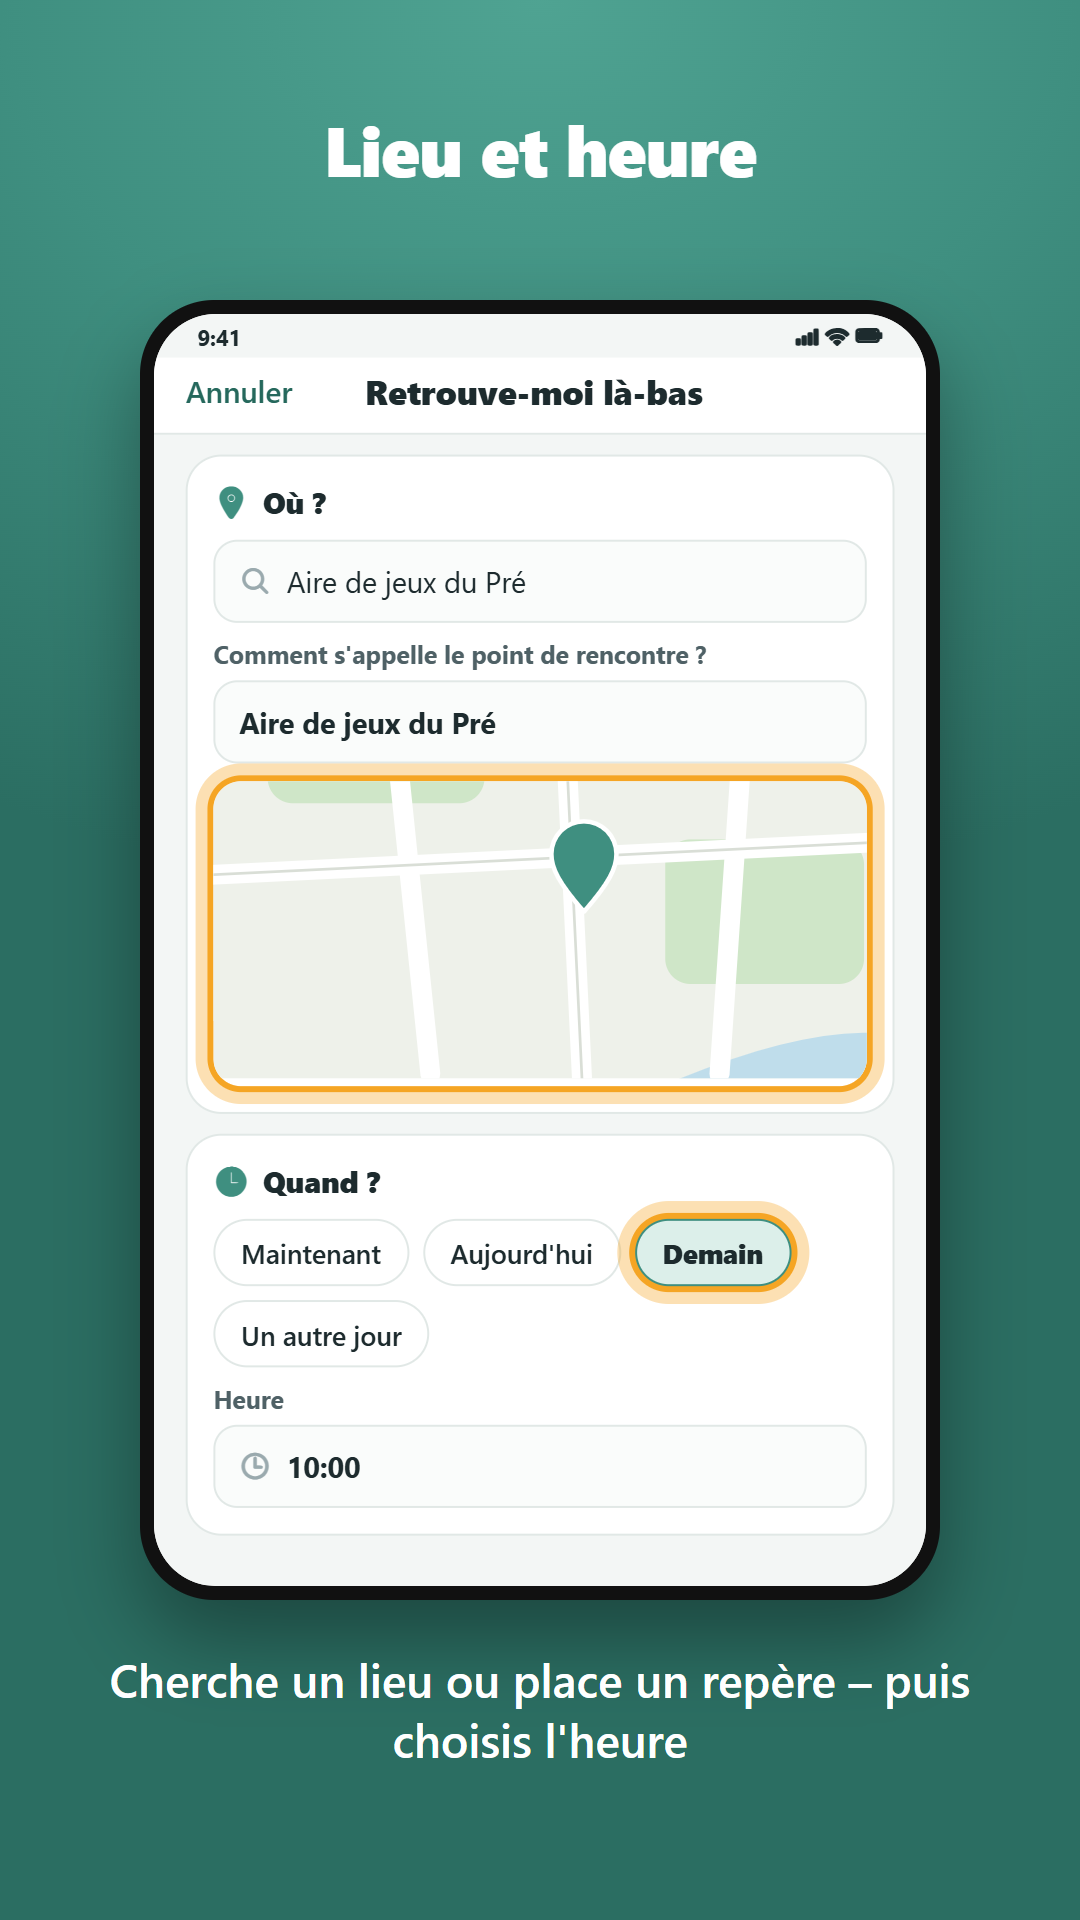 Lieu et heure
9:41
Annuler
Retrouve-moi là-bas
Où ?
Aire de jeux du Pré
Comment s'appelle le point de rencontre ?
Aire de jeux du Pré
Quand ?
Maintenant
Aujourd'hui
Demain
Un autre jour
Heure
10:00
Cherche un lieu ou place un repère – puis
choisis l'heure